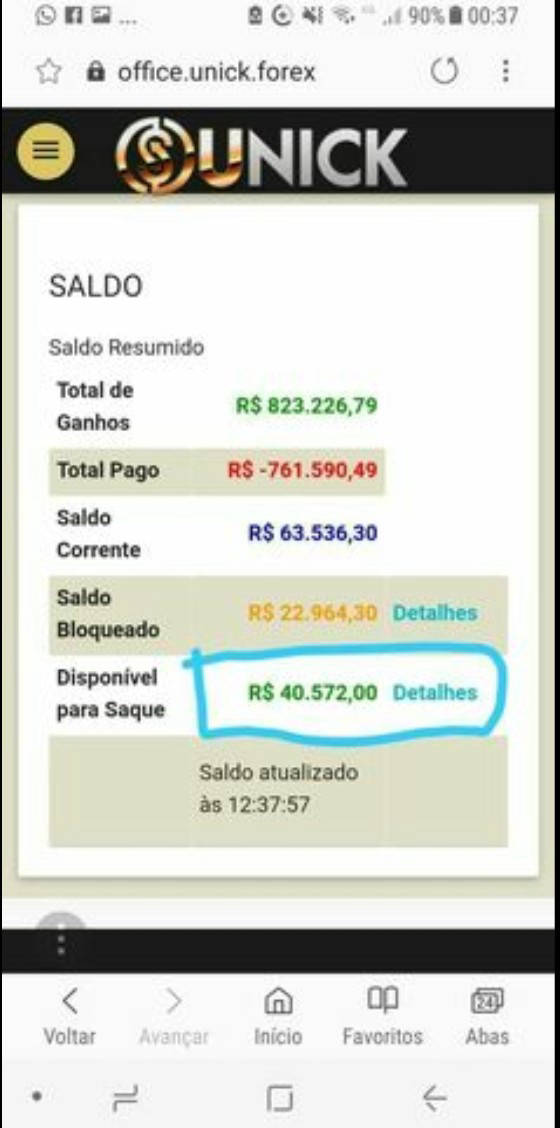 ... 90% 00:37
office.unick.forex
UNICK
SALDO
Saldo Resumido
Total de
Ganhos
R$ 823.226,79
Total Pago R$ -761.590,49
Saldo
Corrente
R$ 63.536,30
Saldo
Bloqueado
R$ 22.964,30 Detalhes
Disponível
para Saque
R$ 40.572,00 Detalhes
Saldo atualizado
às 12:37:57
24
Voltar Avançar Início Favoritos Abas